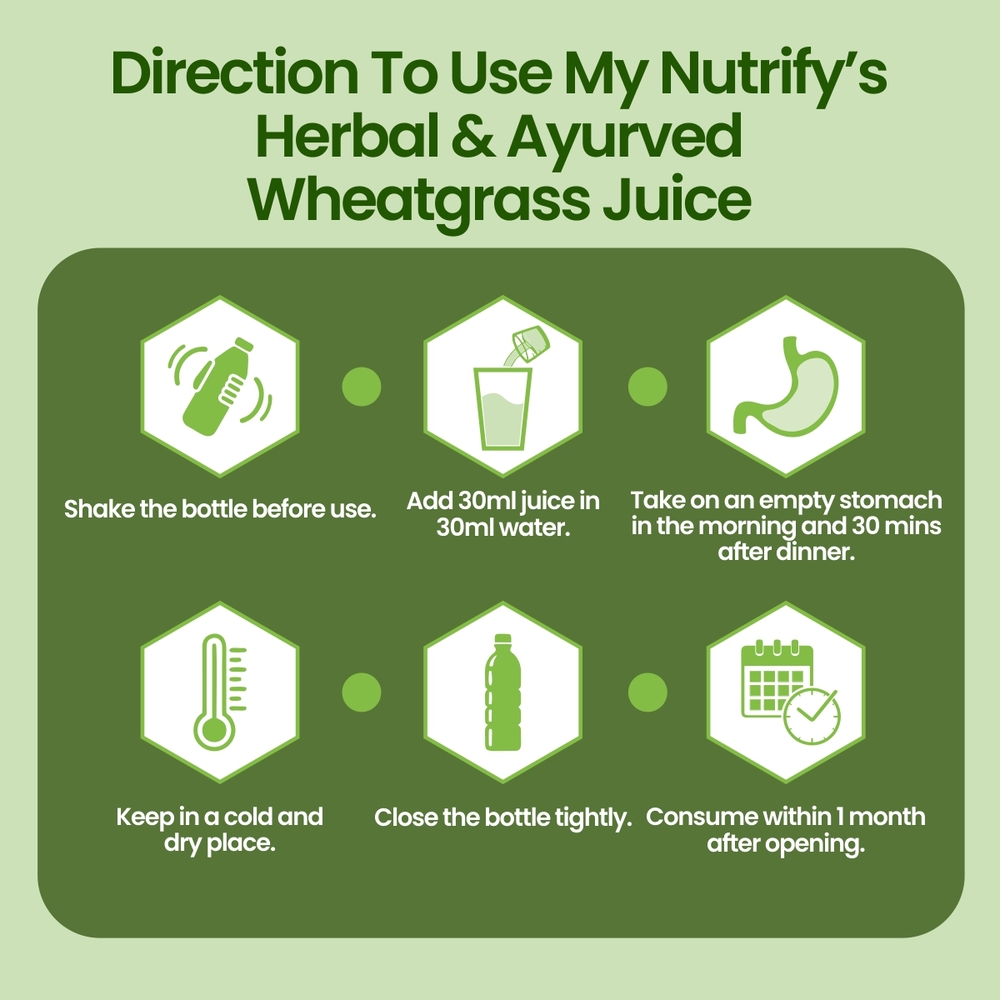 Direction To Use My Nutrify’s
Herbal & Ayurved
Wheatgrass Juice
Shake the bottle before use.
Add 30ml juice in
30ml water.
Take on an empty stomach
in the morning and 30 mins
after dinner.
Keep in a cold and
dry place.
Close the bottle tightly.
Consume within 1 month
after opening.